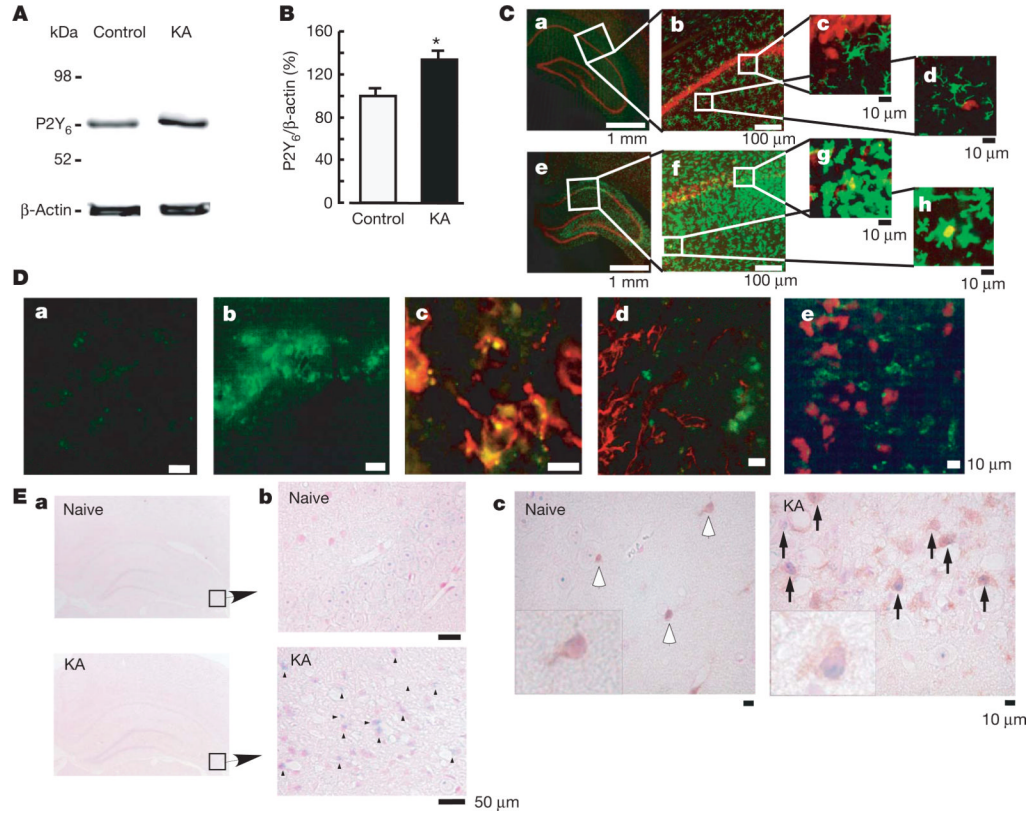 A
kDa
Control
KA
98
P2Y6
52
β-Actin
B
P2Y6/β-actin (%)
160
120
80
40
0
*
Control
KA
C
a
1 mm
b
100 μm
c
10 μm
d
10 μm
e
1 mm
f
100 μm
g
10 μm
h
10 μm
D
a
b
c
d
e
10 μm
E
a
Naive
KA
b
Naive
KA
50 μm
c
Naive
KA
10 μm